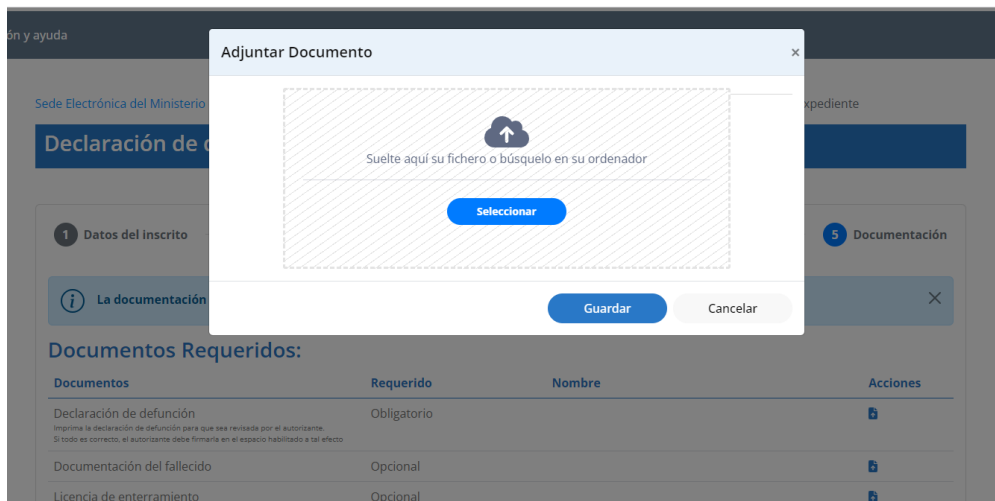 ón y ayuda
Adjuntar Documento
×
Sede Electrónica del Ministerio
xpediente
Declaración de
Suelte aquí su fichero o búsquelo en su ordenador
Seleccionar
1 Datos del inscrito
5 Documentación
La documentación
Guardar
Cancelar
Documentos Requeridos:
Documentos Requerido Nombre Acciones
Declaración de defunción Obligatorio
Imprima la declaración de defunción para que sea revisada por el autorizante.
Si todo es correcto, el autorizante debe firmarla en el espacio habilitado a tal efecto
Documentación del fallecido Opcional
Licencia de enterramiento Opcional